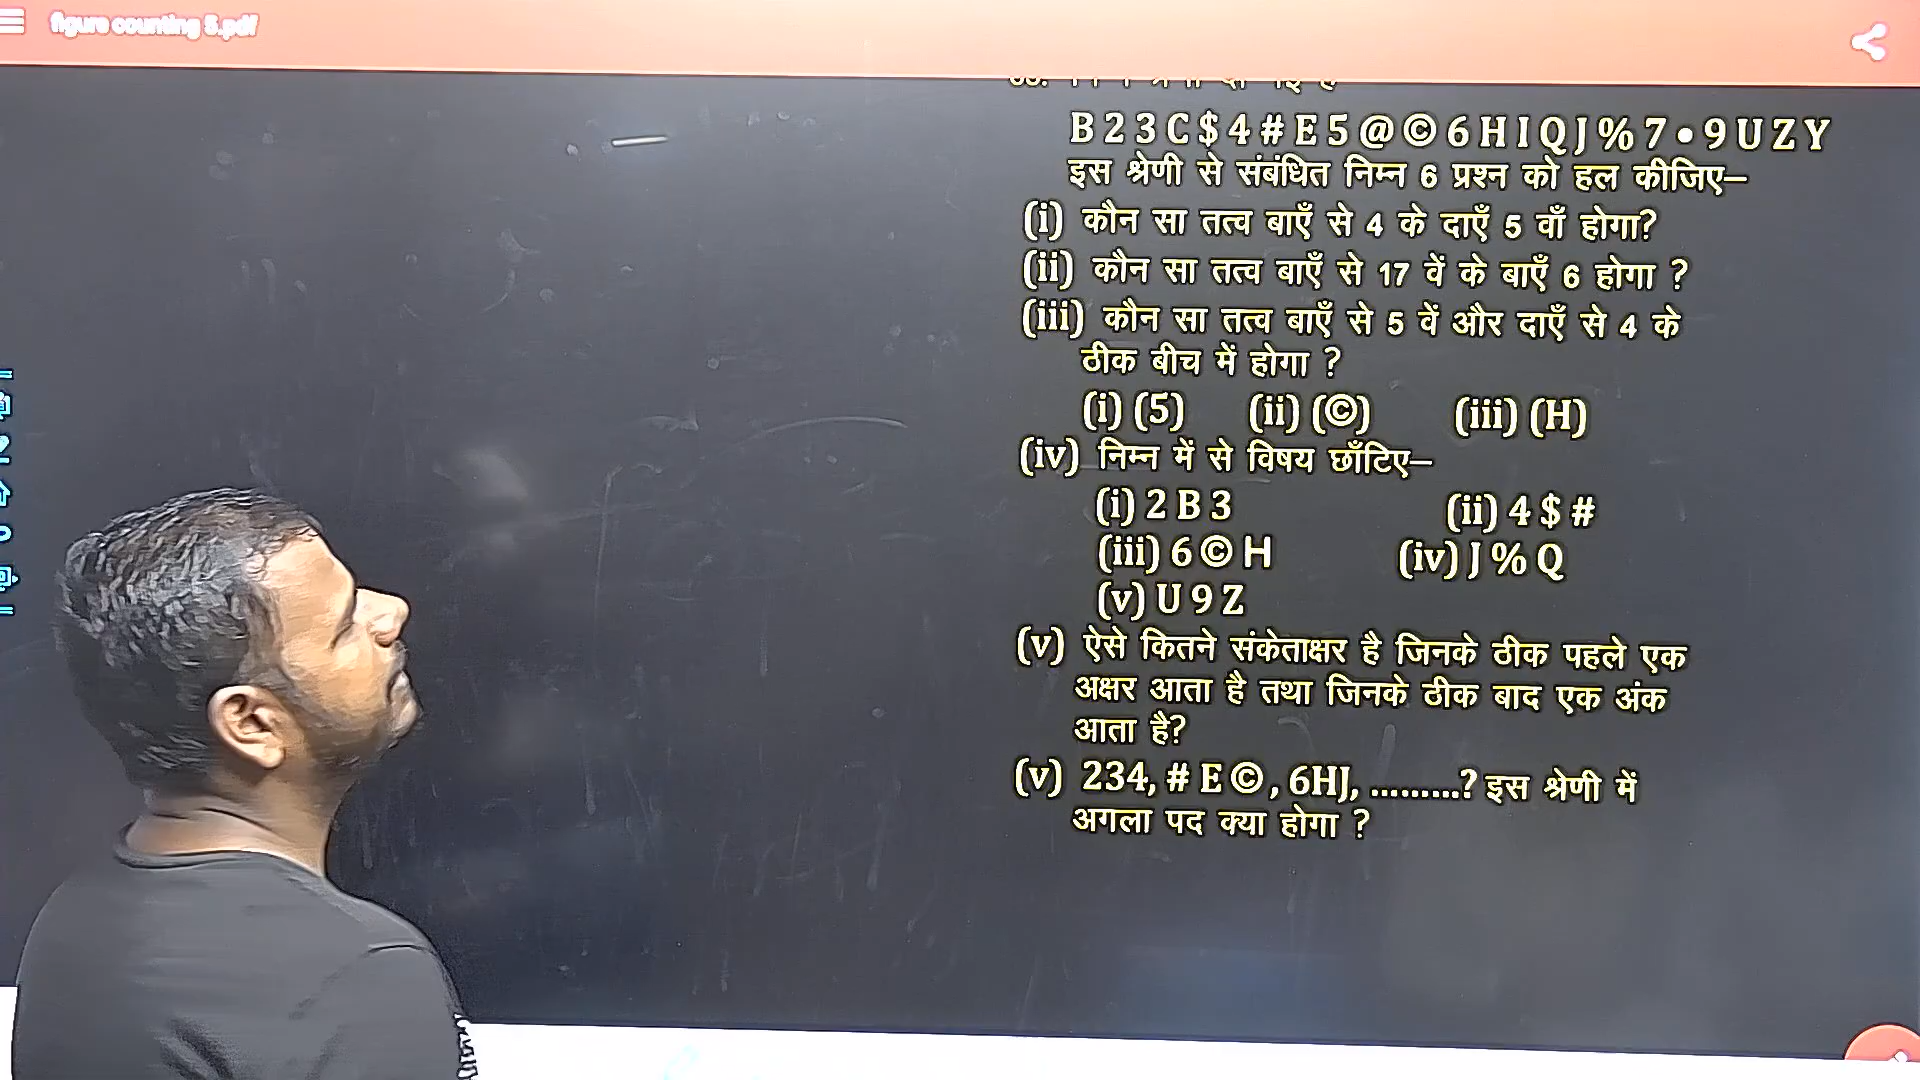 figure counting 5.pdf
B 2 3 C $ 4 # E 5 @ © 6 H I Q J % 7 • 9 U Z Y
इस श्रेणी से संबंधित निम्न 6 प्रश्न को हल कीजिए–
(i) कौन सा तत्व बाएँ से 4 के दाएँ 5 वाँ होगा?
(ii) कौन सा तत्व बाएँ से 17 वें के बाएँ 6 होगा ?
(iii) कौन सा तत्व बाएँ से 5 वें और दाएँ से 4 के
ठीक बीच में होगा ?
(i) (5) (ii) (©) (iii) (H)
(iv) निम्न में से विषय छाँटिए–
(i) 2 B 3 (ii) 4 $ #
(iii) 6 © H (iv) J % Q
(v) U 9 Z
(v) ऐसे कितने संकेताक्षर है जिनके ठीक पहले एक
अक्षर आता है तथा जिनके ठीक बाद एक अंक
आता है?
(v) 234, # E © , 6HJ, ..........? इस श्रेणी में
अगला पद क्या होगा ?